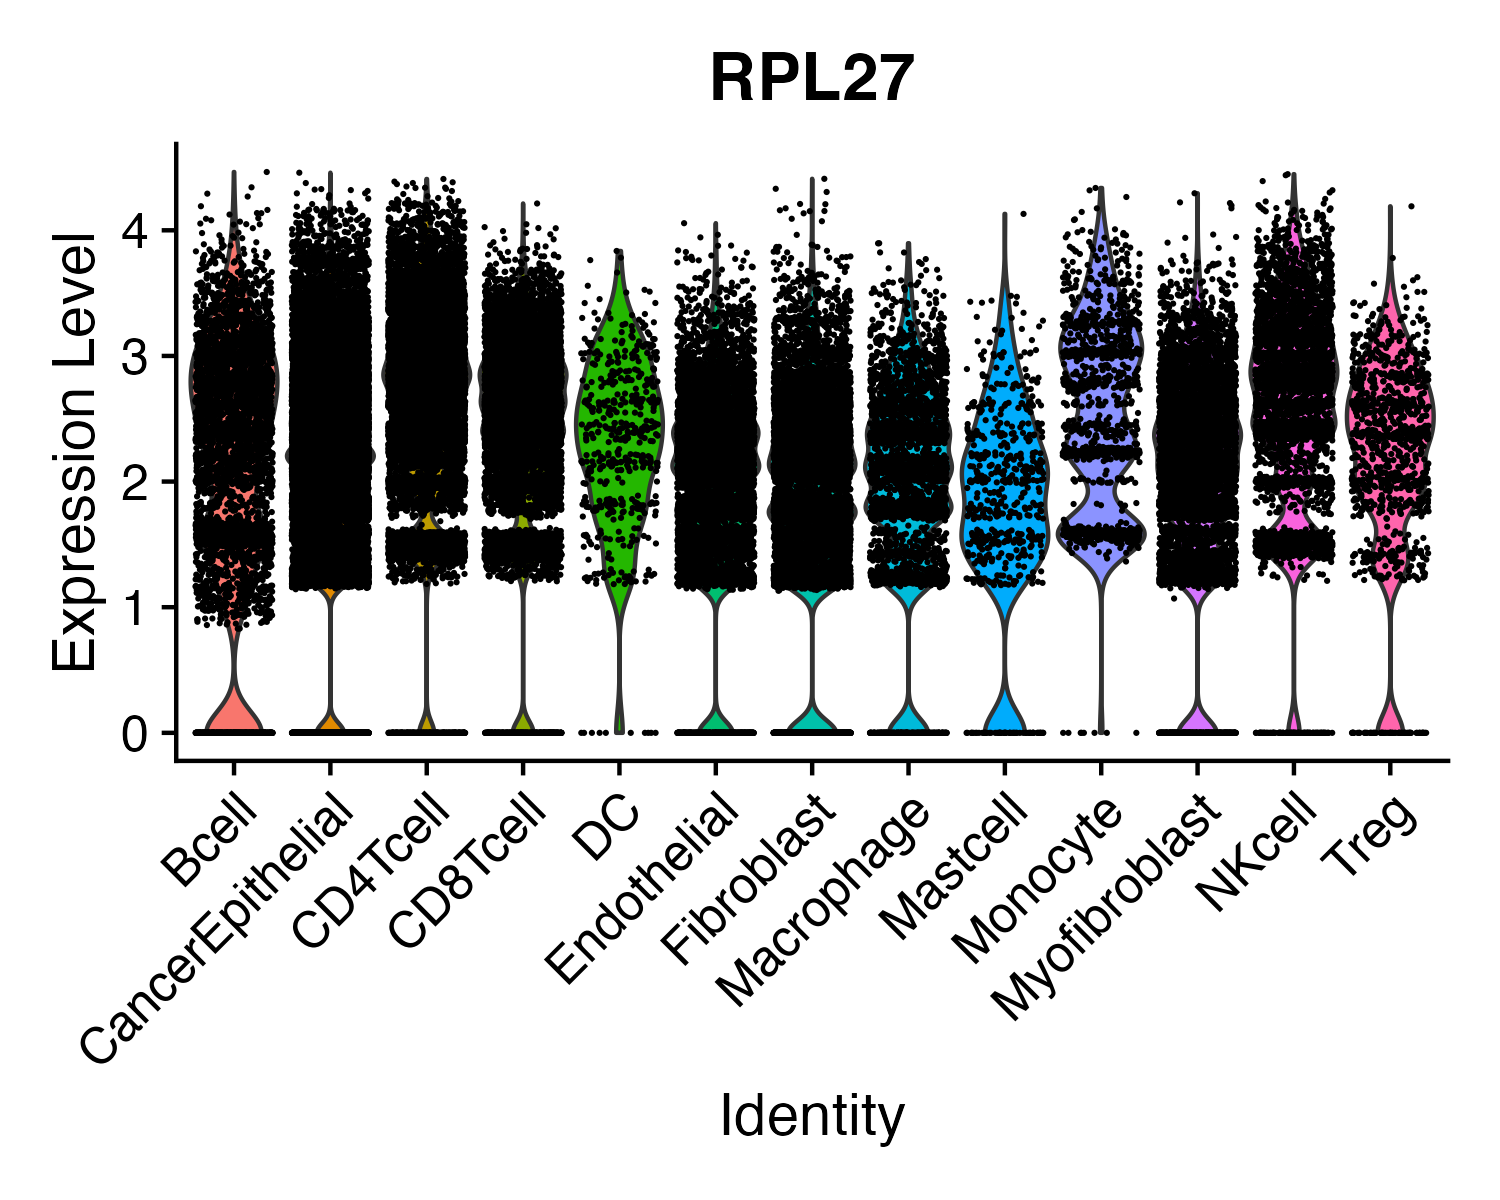 RPL27
Expression Level
4
3
2
1
0
Bcell
CancerEpithelial
CD4Tcell
CD8Tcell
DC
Endothelial
Fibroblast
Macrophage
Mastcell
Monocyte
Myofibroblast
NKcell
Treg
Identity